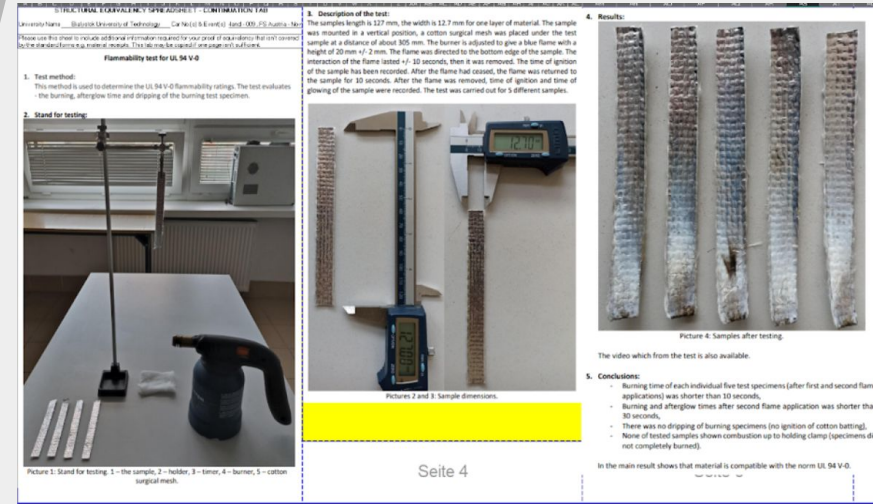 STRUCTURAL EQUIVALENCY SPREADSHEET - CONTINUATION TAB
University Name Bialystok University of Technology Car No(s) & Event(s)
Please use this sheet to include additional information required for your proof of equivalency that isn't covered
by the standard forms e.g. material receipts. This tab may be copied if one page isn't sufficient.
Flammability test for UL 94 V-0
1. Test method:
This method is used to determine the UL 94 V-0 flammability ratings. The test evaluates
- the burning, afterglow time and dripping of the burning test specimen.
2. Stand for testing:
Picture 1: Stand for testing. 1 – the sample, 2 – holder, 3 – timer, 4 – burner, 5 – cotton
surgical mesh.
3. Description of the test:
The samples length is 127 mm, the width is 12.7 mm for one layer of material. The sample
was mounted in a vertical position, a cotton surgical mesh was placed under the test
sample at a distance of about 305 mm. The burner is adjusted to give a blue flame with a
height of 20 mm +/- 2 mm. The flame was directed to the bottom edge of the sample. The
interaction of the flame lasted +/- 10 seconds, then it was removed. The time of ignition
of the sample has been recorded. After the flame had ceased, the flame was returned to
the sample for 10 seconds. After the flame was removed, time of ignition and time of
glowing of the sample were recorded. The test was carried out for 5 different samples.
12.70
127.00
Pictures 2 and 3: Sample dimensions.
Seite 4
4. Results:
Picture 4: Samples after testing.
The video which from the test is also available.
5. Conclusions:
- Burning time of each individual five test specimens (after first and second flam
applications) was shorter than 10 seconds,
- Burning and afterglow times after second flame application was shorter tha
30 seconds,
- There was no dripping of burning specimens (no ignition of cotton batting),
- None of tested samples shown combustion up to holding clamp (specimens di
not completely burned).
In the main result shows that material is compatible with the norm UL 94 V-0.